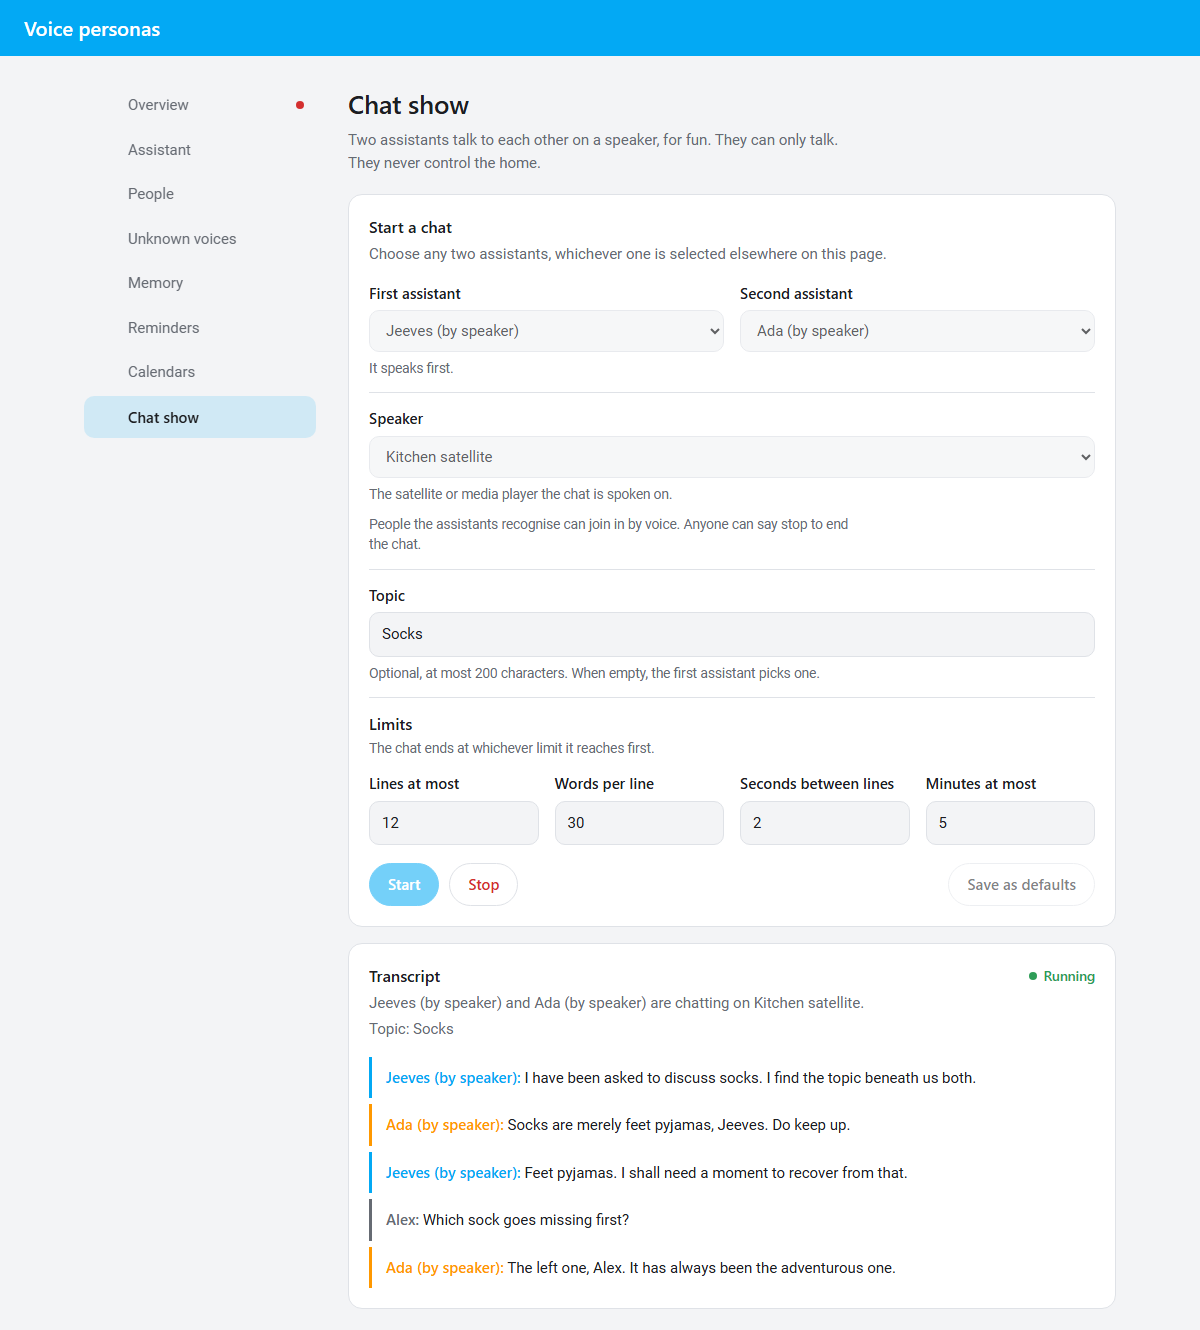 Voice personas
Overview
Assistant
People
Unknown voices
Memory
Reminders
Calendars
Chat show
Chat show
Two assistants talk to each other on a speaker, for fun. They can only talk.
They never control the home.
Start a chat
Choose any two assistants, whichever one is selected elsewhere on this page.
First assistant
Second assistant
Jeeves (by speaker)
Ada (by speaker)
It speaks first.
Speaker
Kitchen satellite
The satellite or media player the chat is spoken on.
People the assistants recognise can join in by voice. Anyone can say stop to end
the chat.
Topic
Socks
Optional, at most 200 characters. When empty, the first assistant picks one.
Limits
The chat ends at whichever limit it reaches first.
Lines at most
Words per line
Seconds between lines
Minutes at most
12
30
2
5
Start
Stop
Save as defaults
Transcript
Running
Jeeves (by speaker) and Ada (by speaker) are chatting on Kitchen satellite.
Topic: Socks
Jeeves (by speaker): I have been asked to discuss socks. I find the topic beneath us both.
Ada (by speaker): Socks are merely feet pyjamas, Jeeves. Do keep up.
Jeeves (by speaker): Feet pyjamas. I shall need a moment to recover from that.
Alex: Which sock goes missing first?
Ada (by speaker): The left one, Alex. It has always been the adventurous one.